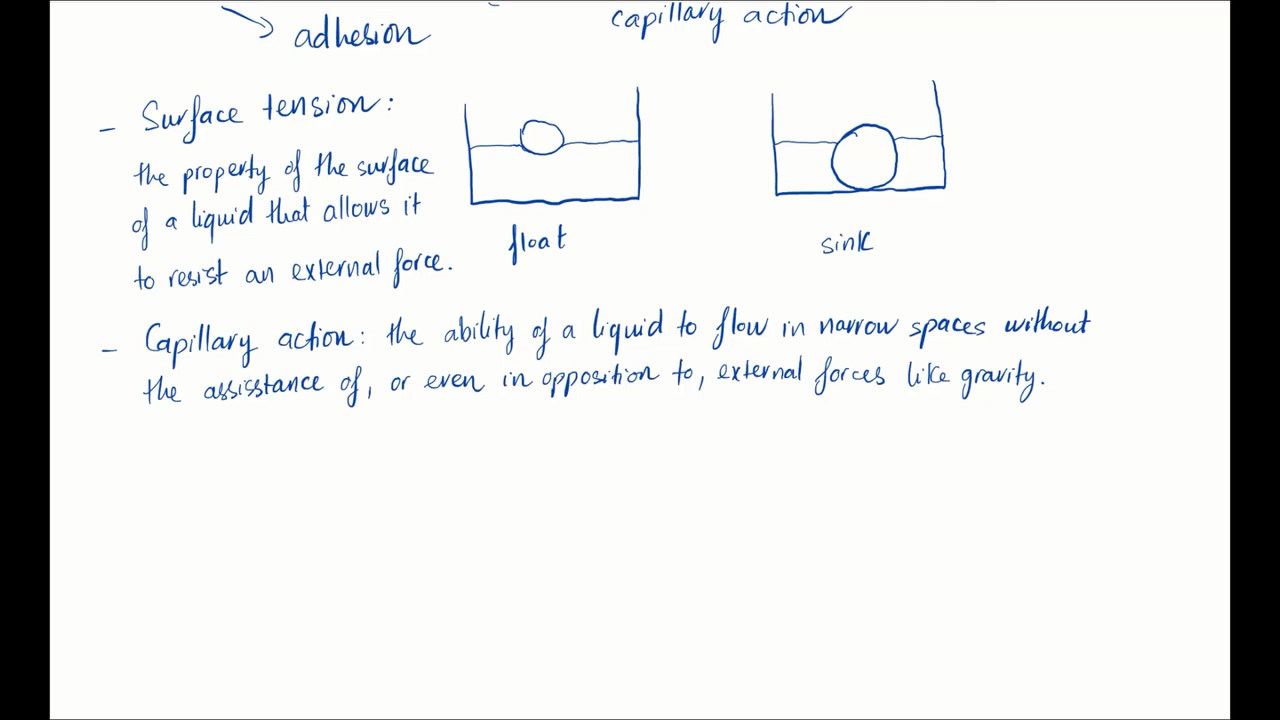 capillary action
adhesion
- Surface tension:
the property of the surface
of a liquid that allows it
to resist an external force.
float
sink
- Capillary action: the ability of a liquid to flow in narrow spaces without
the assisstance of, or even in opposition to, external forces like gravity.